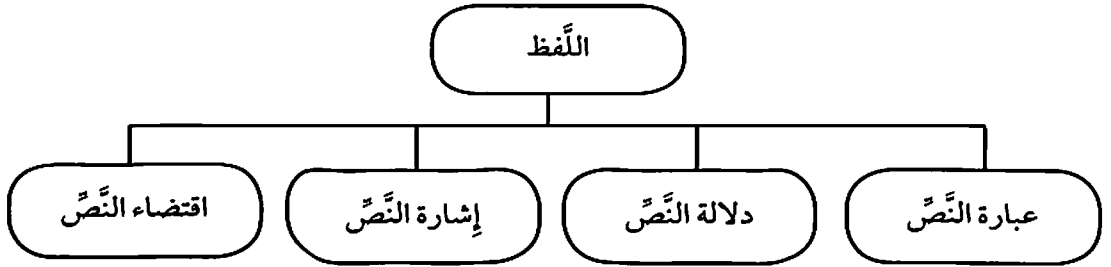 اللَّفظ
عبارة النَّصِّ
دلالة النَّصِّ
إِشارة النَّصِّ
اقتضاء النَّصِّ